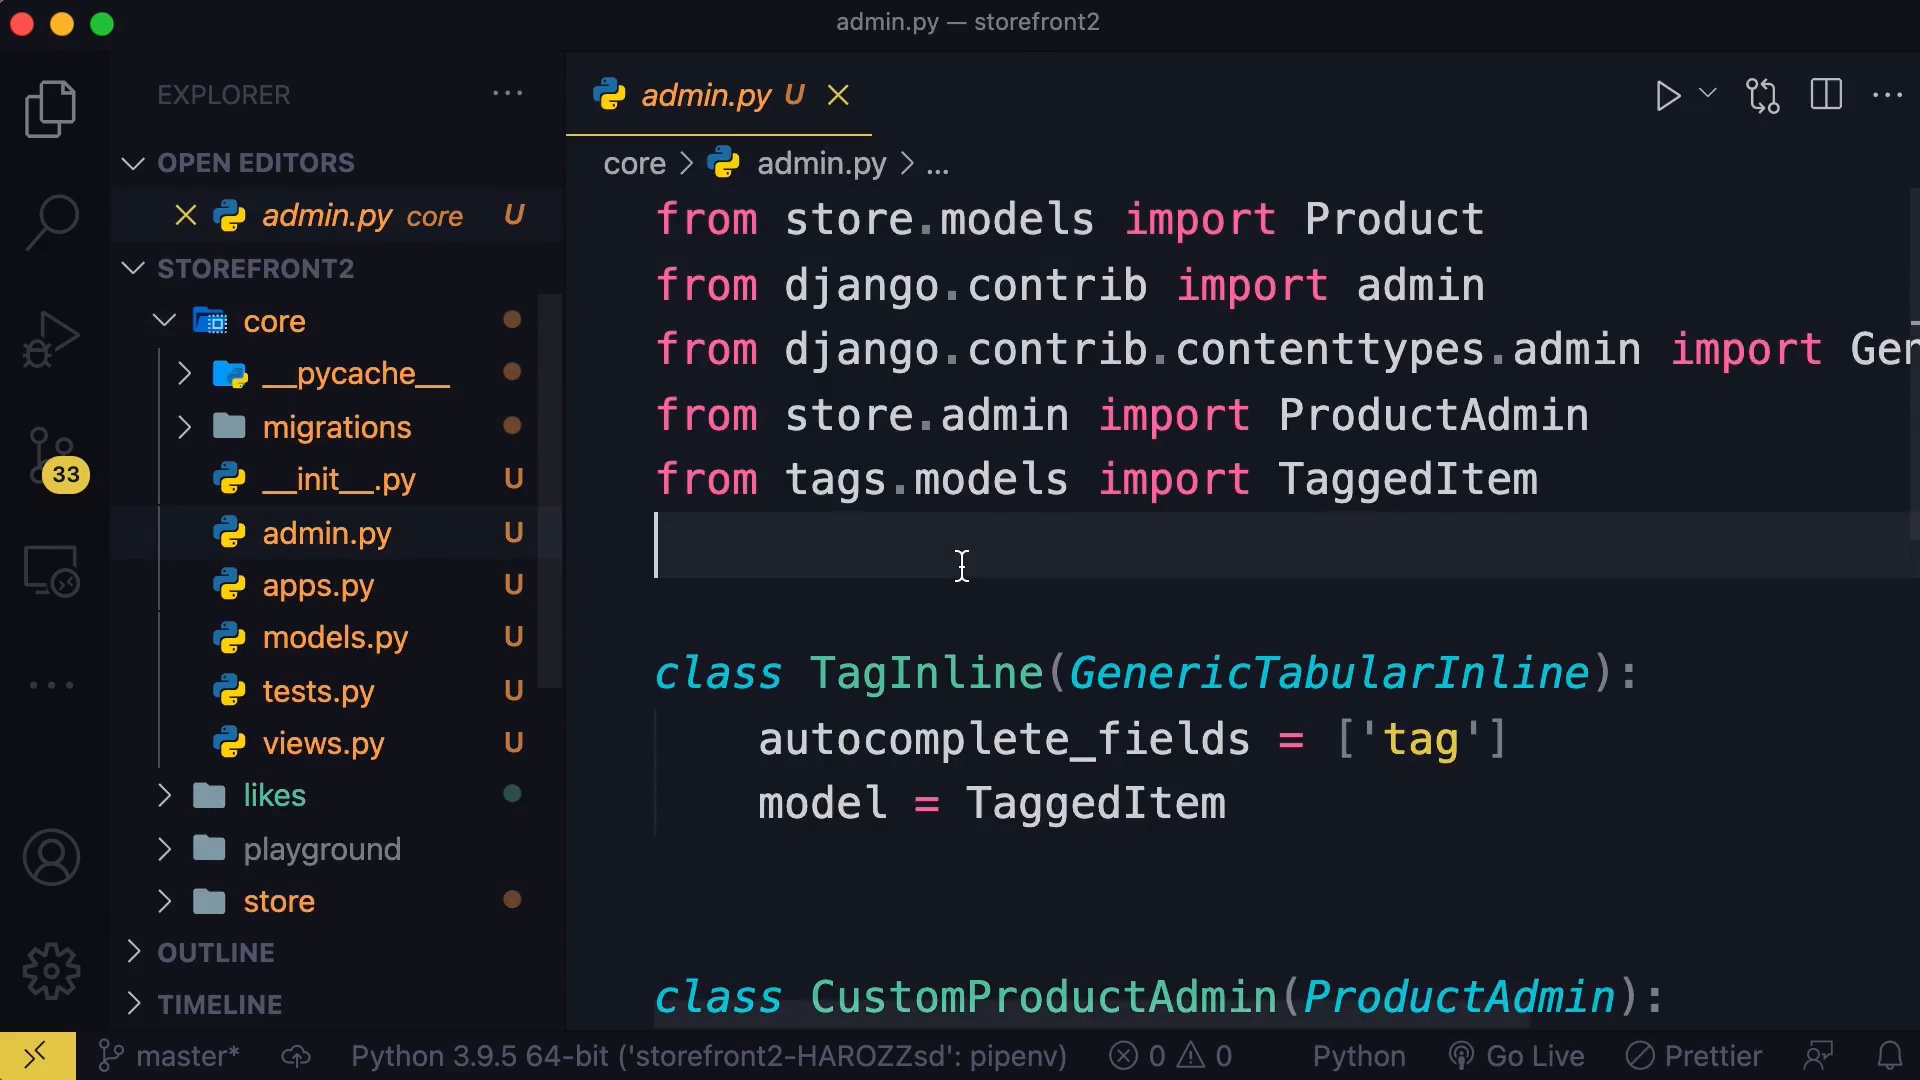 admin.py — storefront2
EXPLORER
OPEN EDITORS
admin.py core U
STOREFRONT2
core
__pycache__
migrations
__init__.py U
admin.py U
apps.py U
models.py U
tests.py U
views.py U
likes
playground
store
OUTLINE
TIMELINE
33
admin.py U
core > admin.py > ...
from store.models import Product
from django.contrib import admin
from django.contrib.contenttypes.admin import Gen
from store.admin import ProductAdmin
from tags.models import TaggedItem
class TagInline(GenericTabularInline):
autocomplete_fields = ['tag']
model = TaggedItem
class CustomProductAdmin(ProductAdmin):
master* Python 3.9.5 64-bit ('storefront2-HAROZZsd': pipenv) 0 0 Python Go Live Prettier